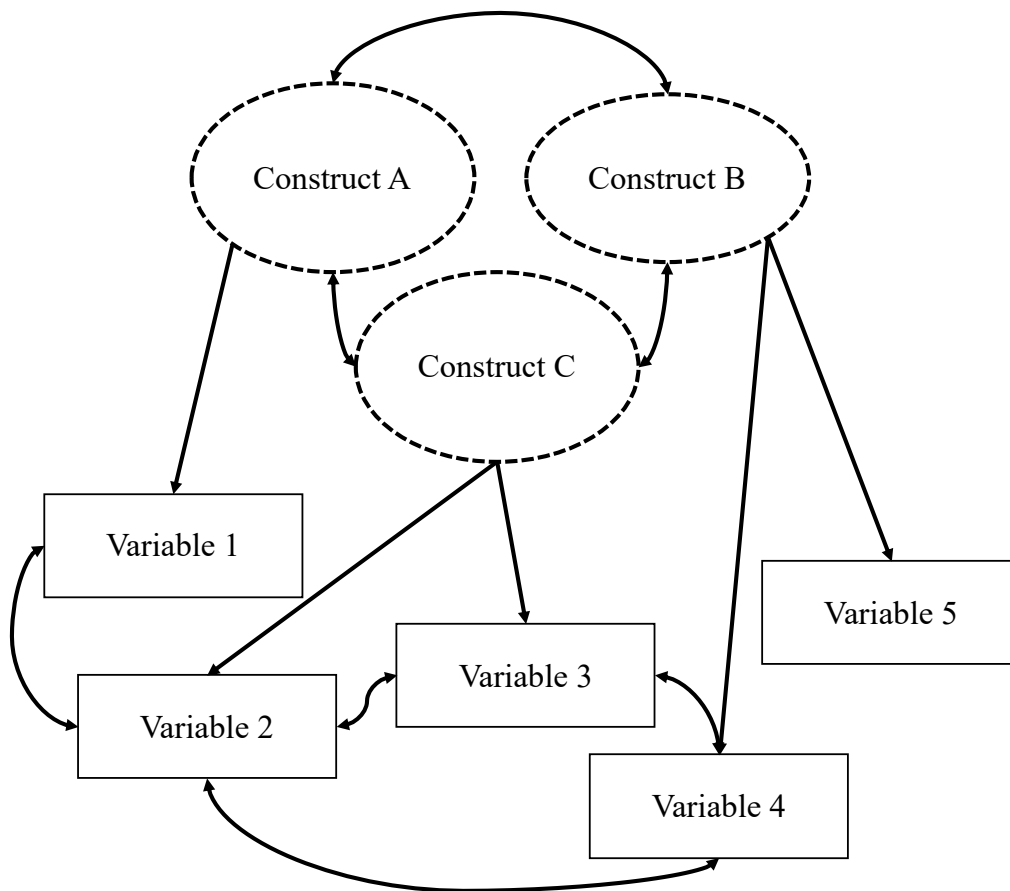 Construct A
Construct B
Construct C
Variable 1
Variable 5
Variable 3
Variable 2
Variable 4